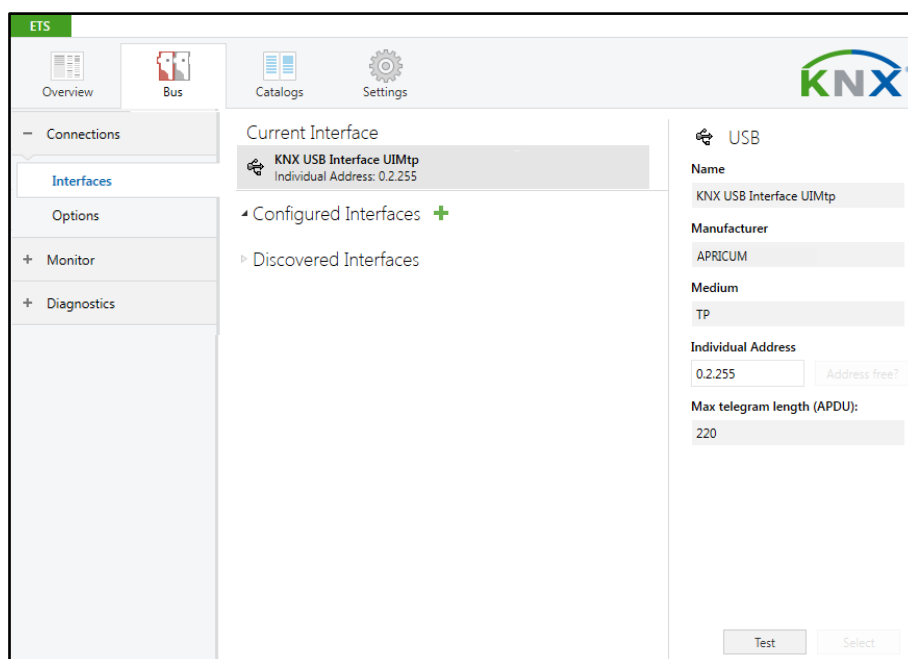 ETS
Overview
Bus
Catalogs
Settings
KNX
Connections
Interfaces
Options
Monitor
Diagnostics
Current Interface
KNX USB Interface UIMtp
Individual Address: 0.2.255
Configured Interfaces
Discovered Interfaces
USB
Name
KNX USB Interface UIMtp
Manufacturer
APRICUM
Medium
TP
Individual Address
0.2.255
Address free?
Max telegram length (APDU):
220
Test
Select